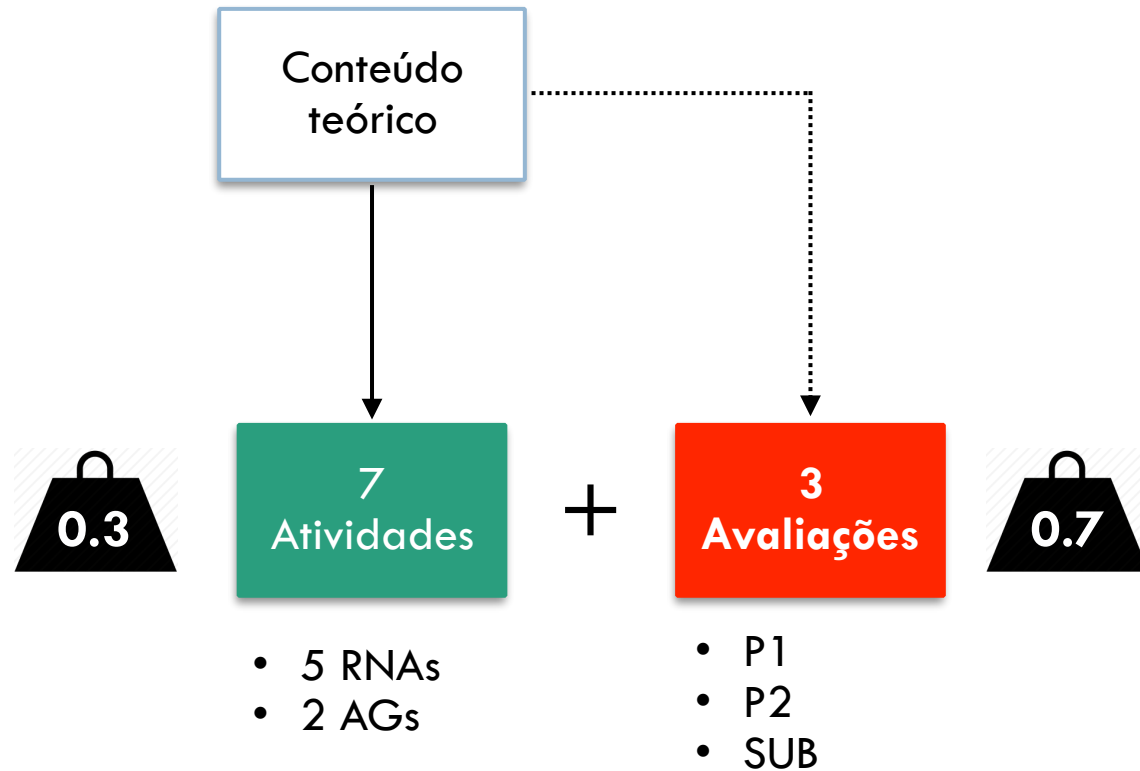 Conteúdo
teórico
0.3
7
Atividades
+
3
Avaliações
0.7
• 5 RNAs
• 2 AGs
• P1
• P2
• SUB